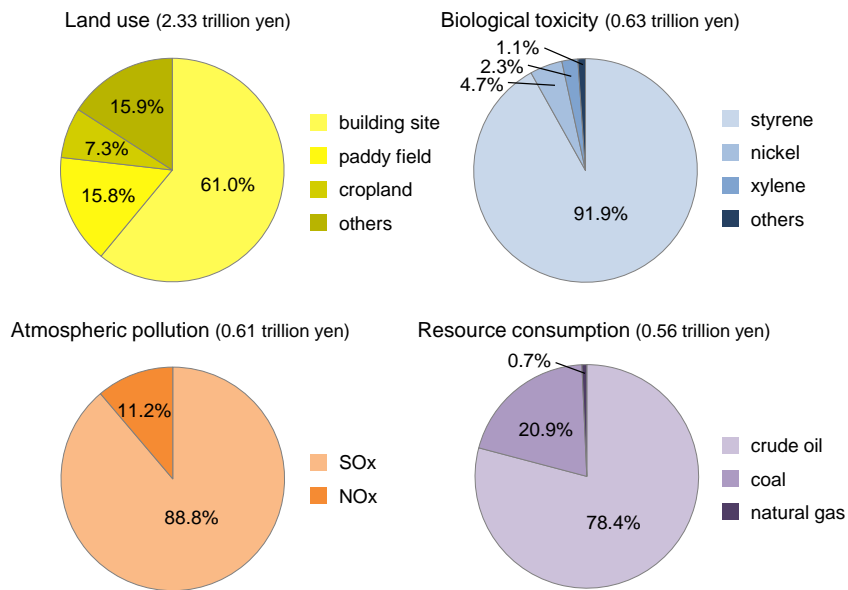 Land use (2.33 trillion yen)
15.9%
7.3%
15.8%
61.0%
building site
paddy field
cropland
others
Biological toxicity (0.63 trillion yen)
1.1%
2.3%
4.7%
91.9%
styrene
nickel
xylene
others
Atmospheric pollution (0.61 trillion yen)
11.2%
88.8%
SOx
NOx
Resource consumption (0.56 trillion yen)
0.7%
20.9%
78.4%
crude oil
coal
natural gas